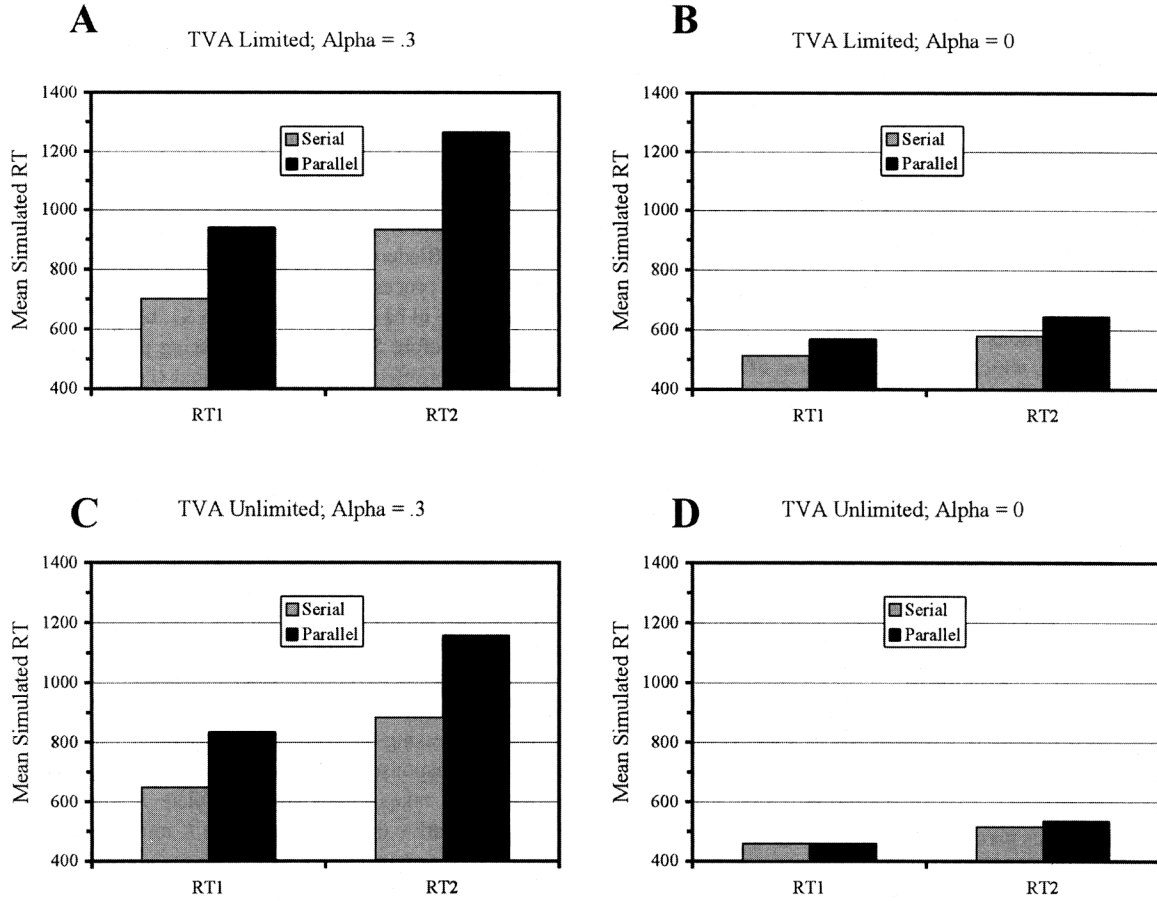 A
TVA Limited; Alpha = .3
Mean Simulated RT
1400
1200
1000
800
600
400
Serial
Parallel
RT1
RT2
B
TVA Limited; Alpha = 0
Mean Simulated RT
1400
1200
1000
800
600
400
Serial
Parallel
RT1
RT2
C
TVA Unlimited; Alpha = .3
Mean Simulated RT
1400
1200
1000
800
600
400
Serial
Parallel
RT1
RT2
D
TVA Unlimited; Alpha = 0
Mean Simulated RT
1400
1200
1000
800
600
400
Serial
Parallel
RT1
RT2